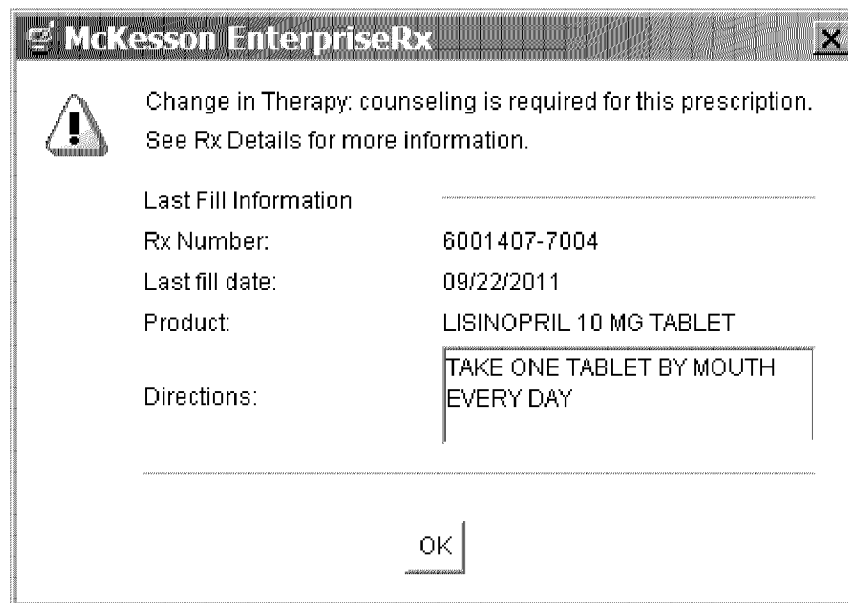 McKesson EnterpriseRx
Change in Therapy: counseling is required for this prescription.
See Rx Details for more information.
Last Fill Information
Rx Number: 6001407-7004
Last fill date: 09/22/2011
Product: LISINOPRIL 10 MG TABLET
Directions: TAKE ONE TABLET BY MOUTH
EVERY DAY
OK